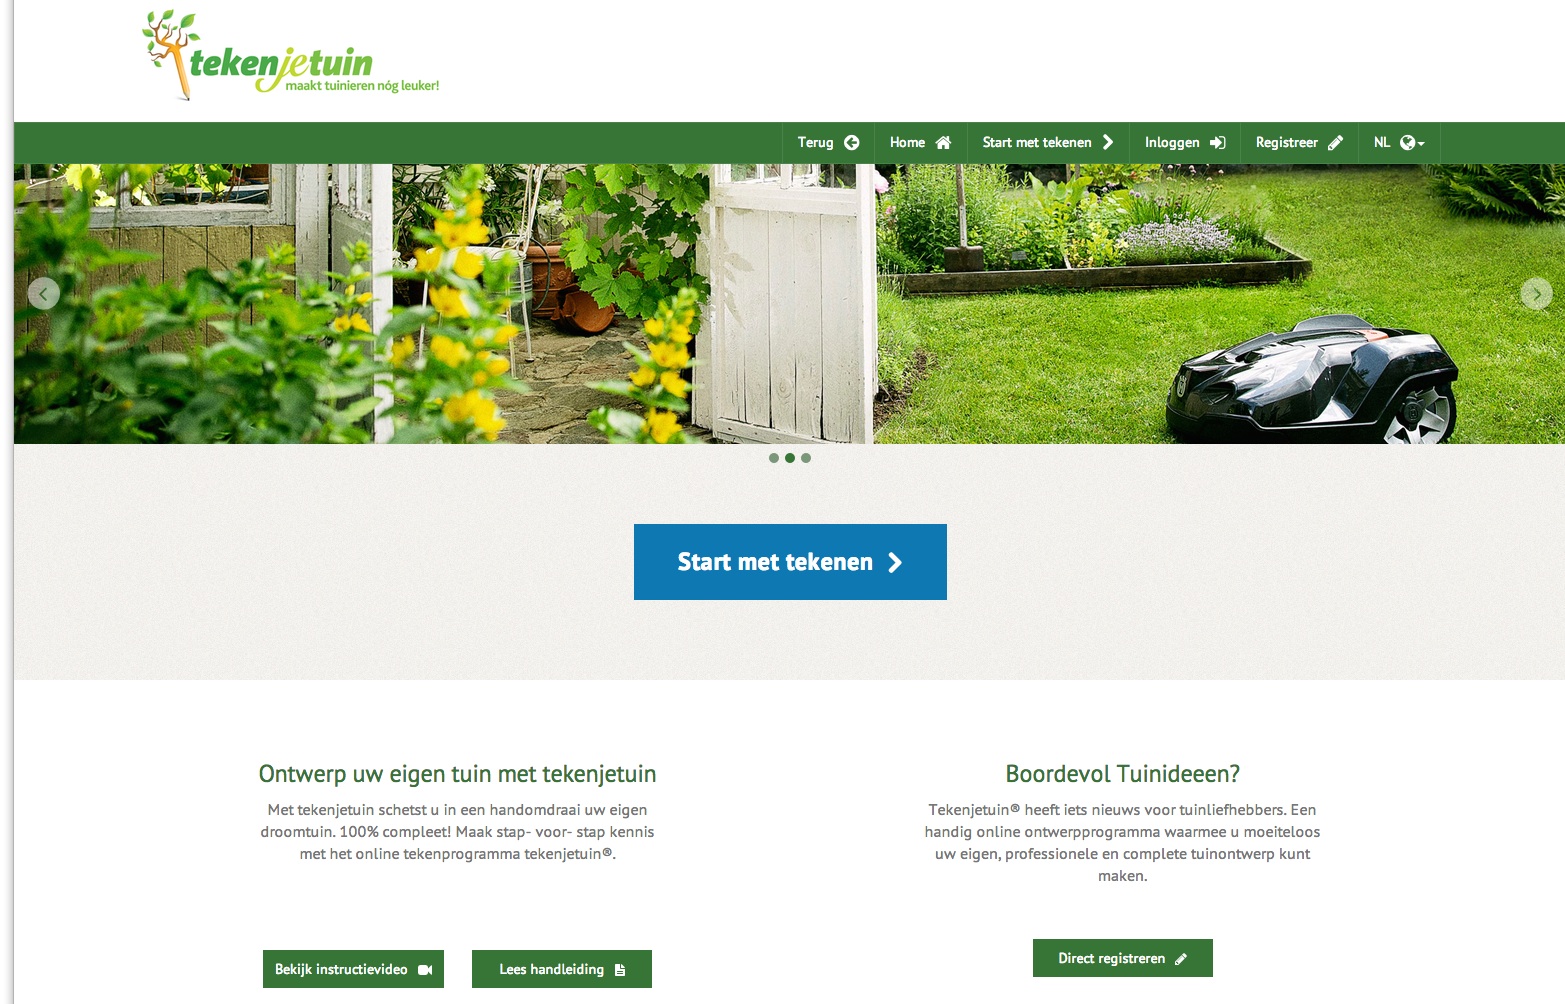 tekenjetuin
maakt tuinieren nóg leuker!
Terug Home Start met tekenen Inloggen Registreer NL
Start met tekenen
Ontwerp uw eigen tuin met tekenjetuin
Met tekenjetuin schetst u in een handomdraai uw eigen
droomtuin. 100% compleet! Maak stap- voor- stap kennis
met het online tekenprogramma tekenjetuin®.
Bekijk instructievideo Lees handleiding
Boordevol Tuinideeen?
Tekenjetuin® heeft iets nieuws voor tuinliefhebbers. Een
handig online ontwerpprogramma waarmee u moeiteloos
uw eigen, professionele en complete tuinontwerp kunt
maken.
Direct registreren